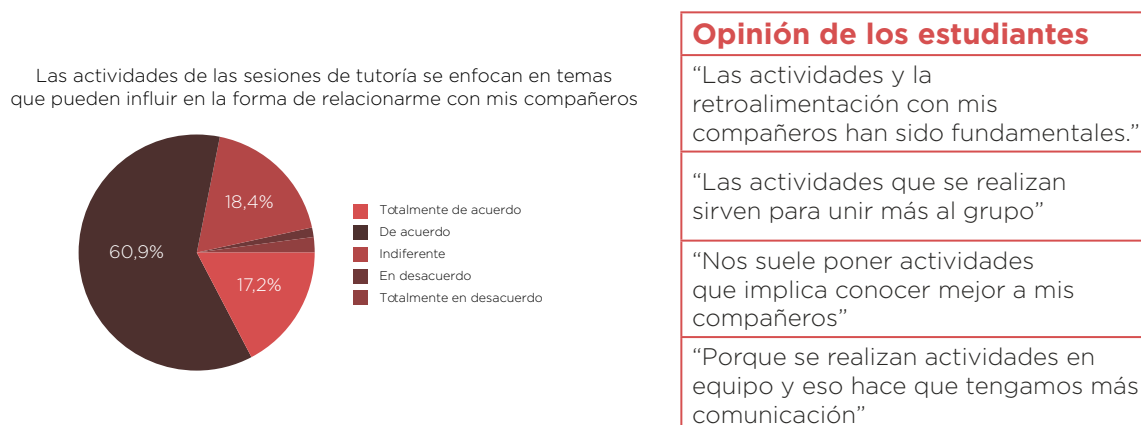 Las actividades de las sesiones de tutoría se enfocan en temas
que pueden influir en la forma de relacionarme con mis compañeros
18,4%
60,9%
17,2%
Totalmente de acuerdo
De acuerdo
Indiferente
En desacuerdo
Totalmente en desacuerdo
Opinión de los estudiantes
“Las actividades y la
retroalimentación con mis
compañeros han sido fundamentales.”
“Las actividades que se realizan
sirven para unir más al grupo”
“Nos suele poner actividades
que implica conocer mejor a mis
compañeros”
“Porque se realizan actividades en
equipo y eso hace que tengamos más
comunicación”